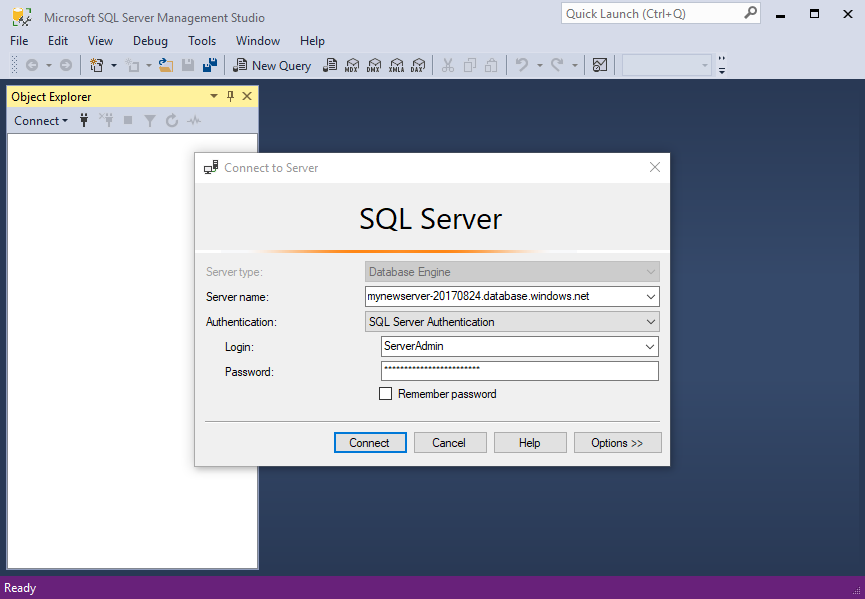 Microsoft SQL Server Management Studio
Quick Launch (Ctrl+Q)
File Edit View Debug Tools Window Help
New Query MDX DMX XMLA DAX
Object Explorer
Connect
Connect to Server
SQL Server
Server type: Database Engine
Server name: mynewserver-20170824.database.windows.net
Authentication: SQL Server Authentication
Login: ServerAdmin
Password: ************************
Remember password
Connect Cancel Help Options >>
Ready